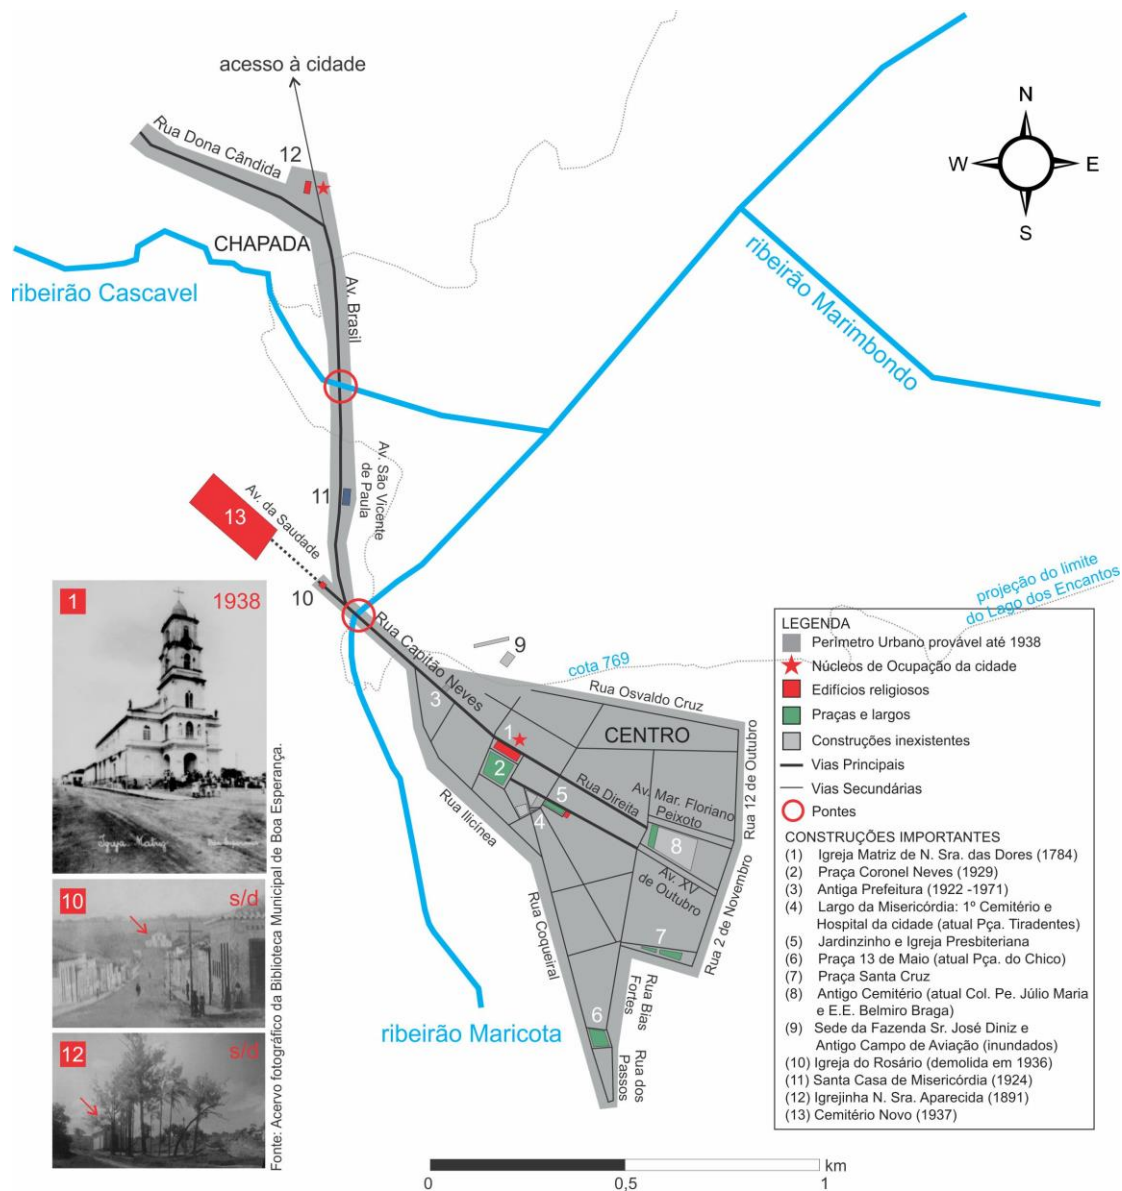 acesso à cidade
Rua Dona Cândida
12
CHAPADA
ribeirão Cascavel
Av. Brasil
N
W
E
S
ribeirão Marimbondo
Av. São Vicente
de Paula
11
13
Av. da Saudade
10
Rua Capitão Neves
9
cota 769
projeção do limite
do Lago dos Encantos
Rua Osvaldo Cruz
CENTRO
3
1
2
Rua Direita
Av. Mar. Floriano
Peixoto
Rua 12 de Outubro
4
5
8
Rua Ilicínea
Av. XV
de Outubro
Rua 2 de Novembro
7
Rua Coqueiral
Rua Bias
Fortes
6
Rua dos
Passos
ribeirão Maricota
1
1938
Igreja Matriz
10
s/d
12
s/d
Fonte: Acervo fotográfico da Biblioteca Municipal de Boa Esperança.
LEGENDA
Perímetro Urbano provável até 1938
Núcleos de Ocupação da cidade
Edifícios religiosos
Praças e largos
Construções inexistentes
Vias Principais
Vias Secundárias
Pontes
CONSTRUÇÕES IMPORTANTES
(1) Igreja Matriz de N. Sra. das Dores (1784)
(2) Praça Coronel Neves (1929)
(3) Antiga Prefeitura (1922 -1971)
(4) Largo da Misericórdia: 1º Cemitério e
Hospital da cidade (atual Pça. Tiradentes)
(5) Jardinzinho e Igreja Presbiteriana
(6) Praça 13 de Maio (atual Pça. do Chico)
(7) Praça Santa Cruz
(8) Antigo Cemitério (atual Col. Pe. Júlio Maria
e E.E. Belmiro Braga)
(9) Sede da Fazenda Sr. José Diniz e
Antigo Campo de Aviação (inundados)
(10) Igreja do Rosário (demolida em 1936)
(11) Santa Casa de Misericórdia (1924)
(12) Igrejinha N. Sra. Aparecida (1891)
(13) Cemitério Novo (1937)
km
0
0,5
1